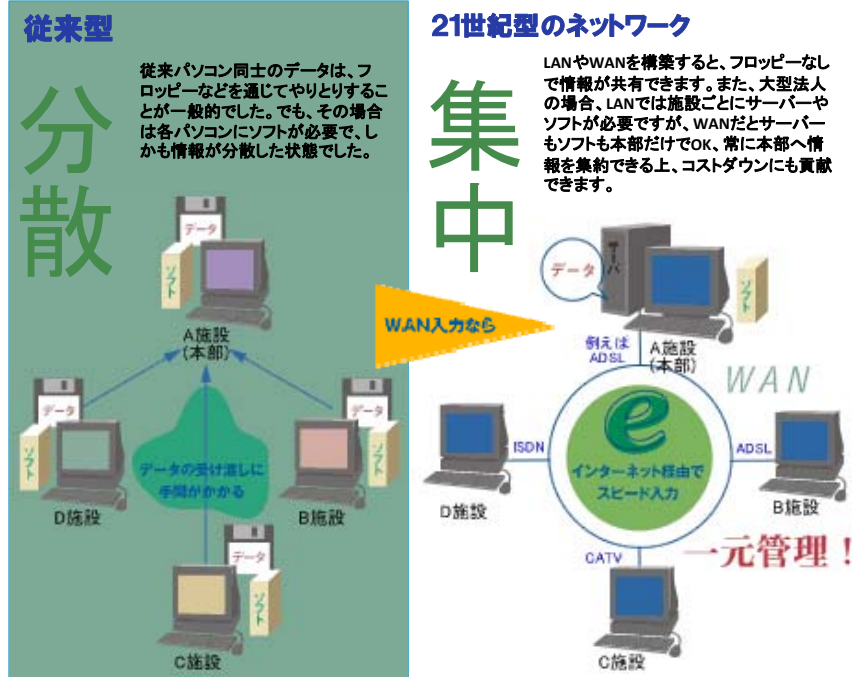 従来型
分散
従来パソコン同士のデータは、フ
ロッピーなどを通じてやりとりするこ
とが一般的でした。でも、その場合
は各パソコンにソフトが必要で、し
かも情報が分散した状態でした。
データ
ソフト
A施設
(本部)
データ
ソフト
D施設
データの受け渡しに
手間がかかる
データ
ソフト
B施設
データ
ソフト
C施設
WAN入力なら
21世紀型のネットワーク
集中
LANやWANを構築すると、フロッピーなし
で情報が共有できます。また、大型法人
の場合、LANでは施設ごとにサーバーや
ソフトが必要ですが、WANだとサーバー
もソフトも本部だけでOK、常に本部へ情
報を集約できる上、コストダウンにも貢献
できます。
データ
サーバ
ソフト
例えば
ADSL
A施設
(本部)
WAN
ISDN
D施設
e
インターネット経由で
スピード入力
ADSL
B施設
一元管理！
CATV
C施設